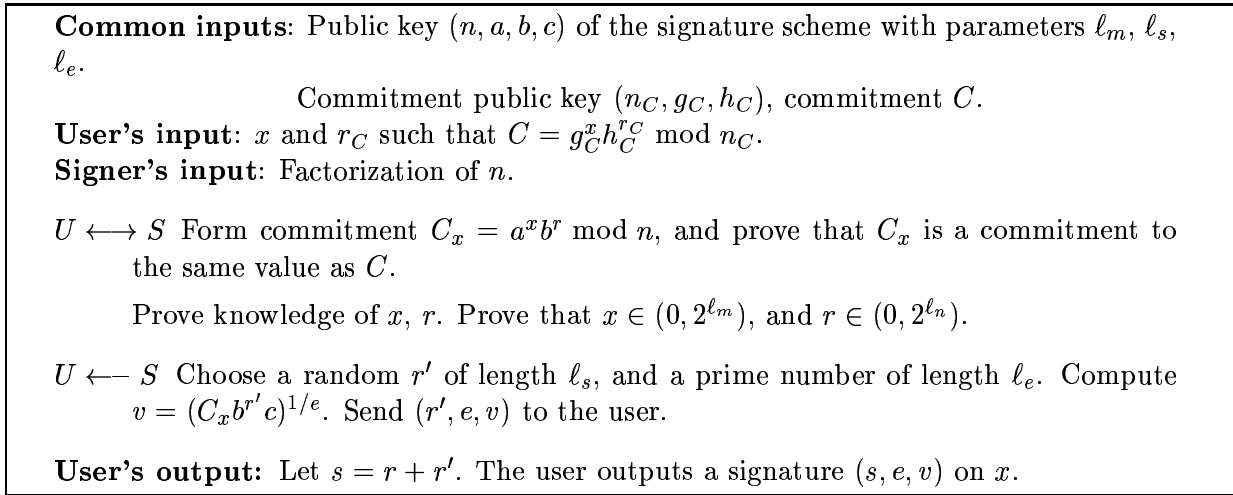 Common inputs: Public key (n, a, b, c) of the signature scheme with parameters ℓ_m, ℓ_s,
ℓ_e.
Commitment public key (n_C, g_C, h_C), commitment C.
User's input: x and r_C such that C = g_C^x h_C^{r_C} mod n_C.
Signer's input: Factorization of n.
U ⟷ S Form commitment C_x = a^x b^r mod n, and prove that C_x is a commitment to
the same value as C.
Prove knowledge of x, r. Prove that x ∈ (0, 2^{ℓ_m}), and r ∈ (0, 2^{ℓ_n}).
U ←− S Choose a random r′ of length ℓ_s, and a prime number of length ℓ_e. Compute
v = (C_x b^{r′} c)^{1/e}. Send (r′, e, v) to the user.
User's output: Let s = r + r′. The user outputs a signature (s, e, v) on x.